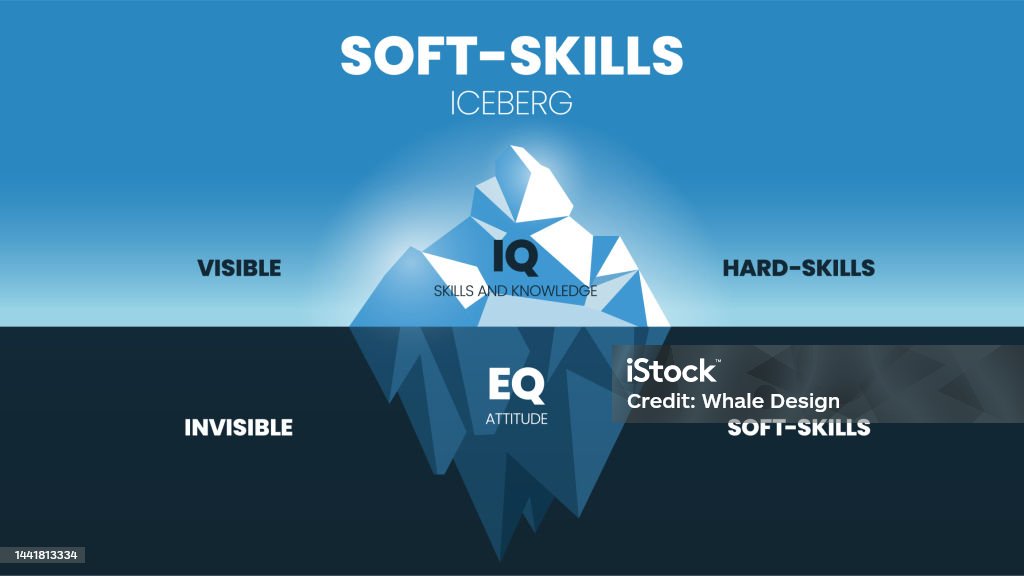 SOFT-SKILLS
ICEBERG
IQ
VISIBLE
HARD-SKILLS
SKILLS AND KNOWLEDGE
iStock™
EQ
Credit: Whale Design
ATTITUDE
INVISIBLE
SOFT-SKILLS
1441813334